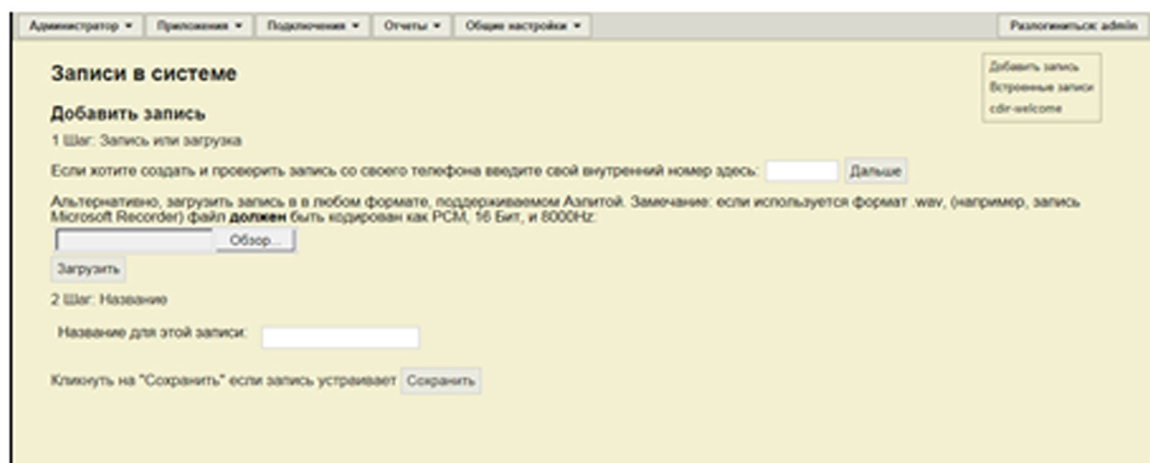 Администратор Приложения Подключения Отчеты Общие настройки Разлогиниться: admin
Записи в системе
Добавить запись
Встроенные записи
cdir-welcome
Добавить запись
1 Шаг: Запись или загрузка
Если хотите создать и проверить запись со своего телефона введите свой внутренний номер здесь: Дальше
Альтернативно, загрузить запись в в любом формате, поддерживаемом Аэлитой. Замечание: если используется формат .wav, (например, запись
Microsoft Recorder) файл должен быть кодирован как PCM, 16 Бит, и 8000Hz:
Обзор...
Загрузить
2 Шаг: Название
Название для этой записи:
Кликнуть на "Сохранить" если запись устраивает Сохранить